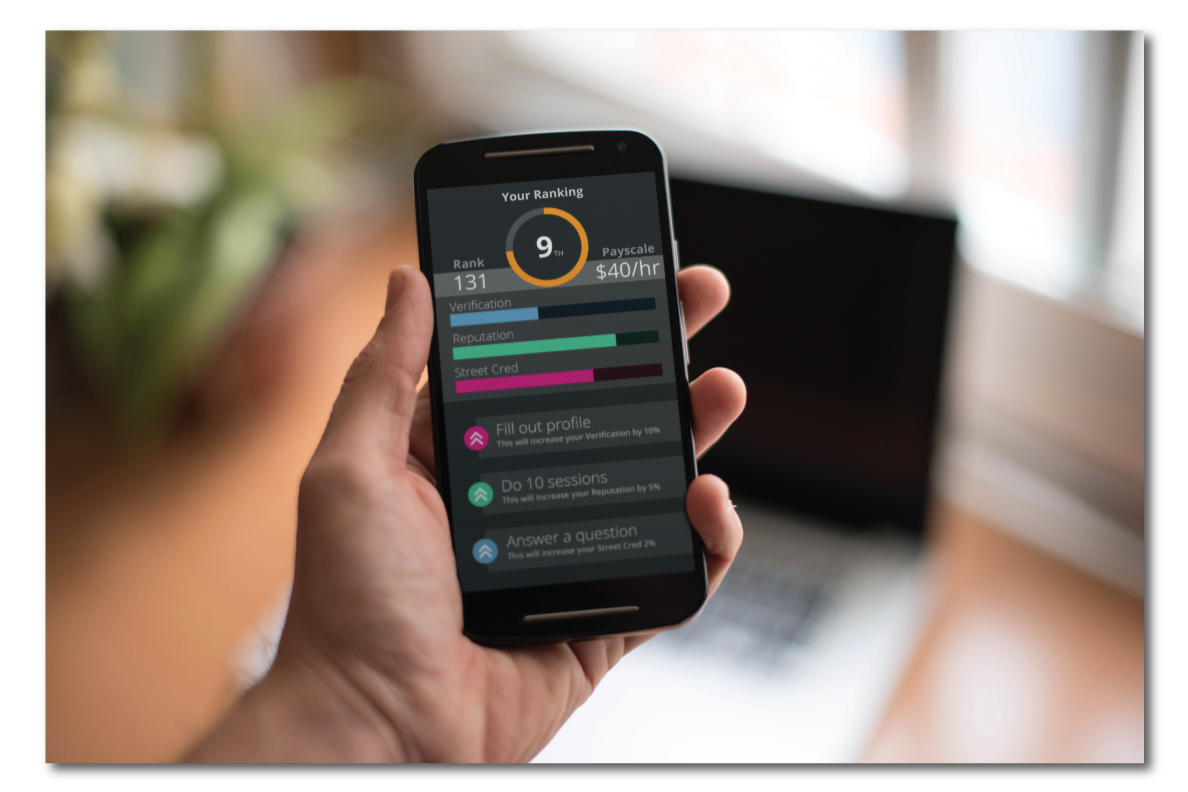 Your Ranking
9TH
Rank
131
Payscale
$40/hr
Verification
Reputation
Street Cred
Fill out profile
This will increase your Verification by 10%
Do 10 sessions
This will increase your Reputation by 5%
Answer a question
This will increase your Street Cred 2%